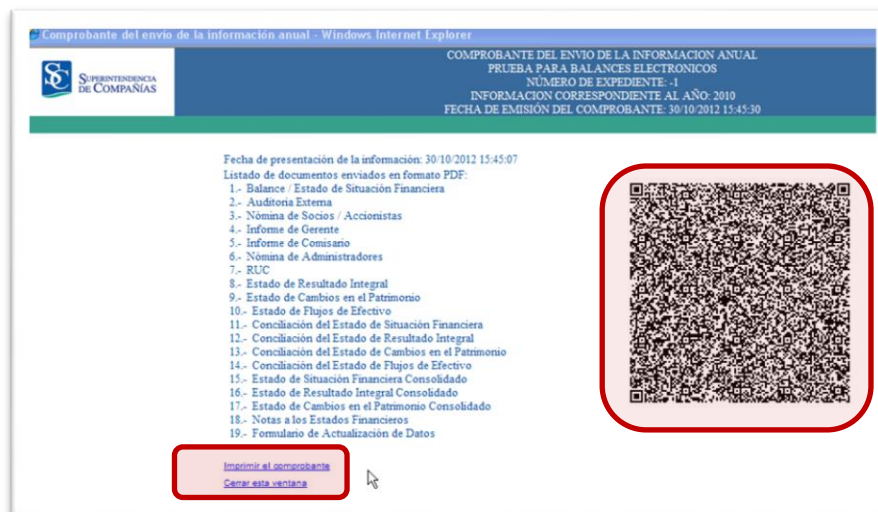 Comprobante del envio de la información anual - Windows Internet Explorer
SC SUPERINTENDENCIA
DE COMPAÑÍAS
COMPROBANTE DEL ENVIO DE LA INFORMACION ANUAL
PRUEBA PARA BALANCES ELECTRONICOS
NÚMERO DE EXPEDIENTE: -1
INFORMACION CORRESPONDIENTE AL AÑO: 2010
FECHA DE EMISIÓN DEL COMPROBANTE: 30/10/2012 15:45:30
Fecha de presentación de la información: 30/10/2012 15:45:07
Listado de documentos enviados en formato PDF:
1.- Balance / Estado de Situación Financiera
2.- Auditoria Externa
3.- Nómina de Socios / Accionistas
4.- Informe de Gerente
5.- Informe de Comisario
6.- Nómina de Administradores
7.- RUC
8.- Estado de Resultado Integral
9.- Estado de Cambios en el Patrimonio
10.- Estado de Flujos de Efectivo
11.- Conciliación del Estado de Situación Financiera
12.- Conciliación del Estado de Resultado Integral
13.- Conciliación del Estado de Cambios en el Patrimonio
14.- Conciliación del Estado de Flujos de Efectivo
15.- Estado de Situación Financiera Consolidado
16.- Estado de Resultado Integral Consolidado
17.- Estado de Cambios en el Patrimonio Consolidado
18.- Notas a los Estados Financieros
19.- Formulario de Actualización de Datos
Imprimir el comprobante
Cerrar esta ventana